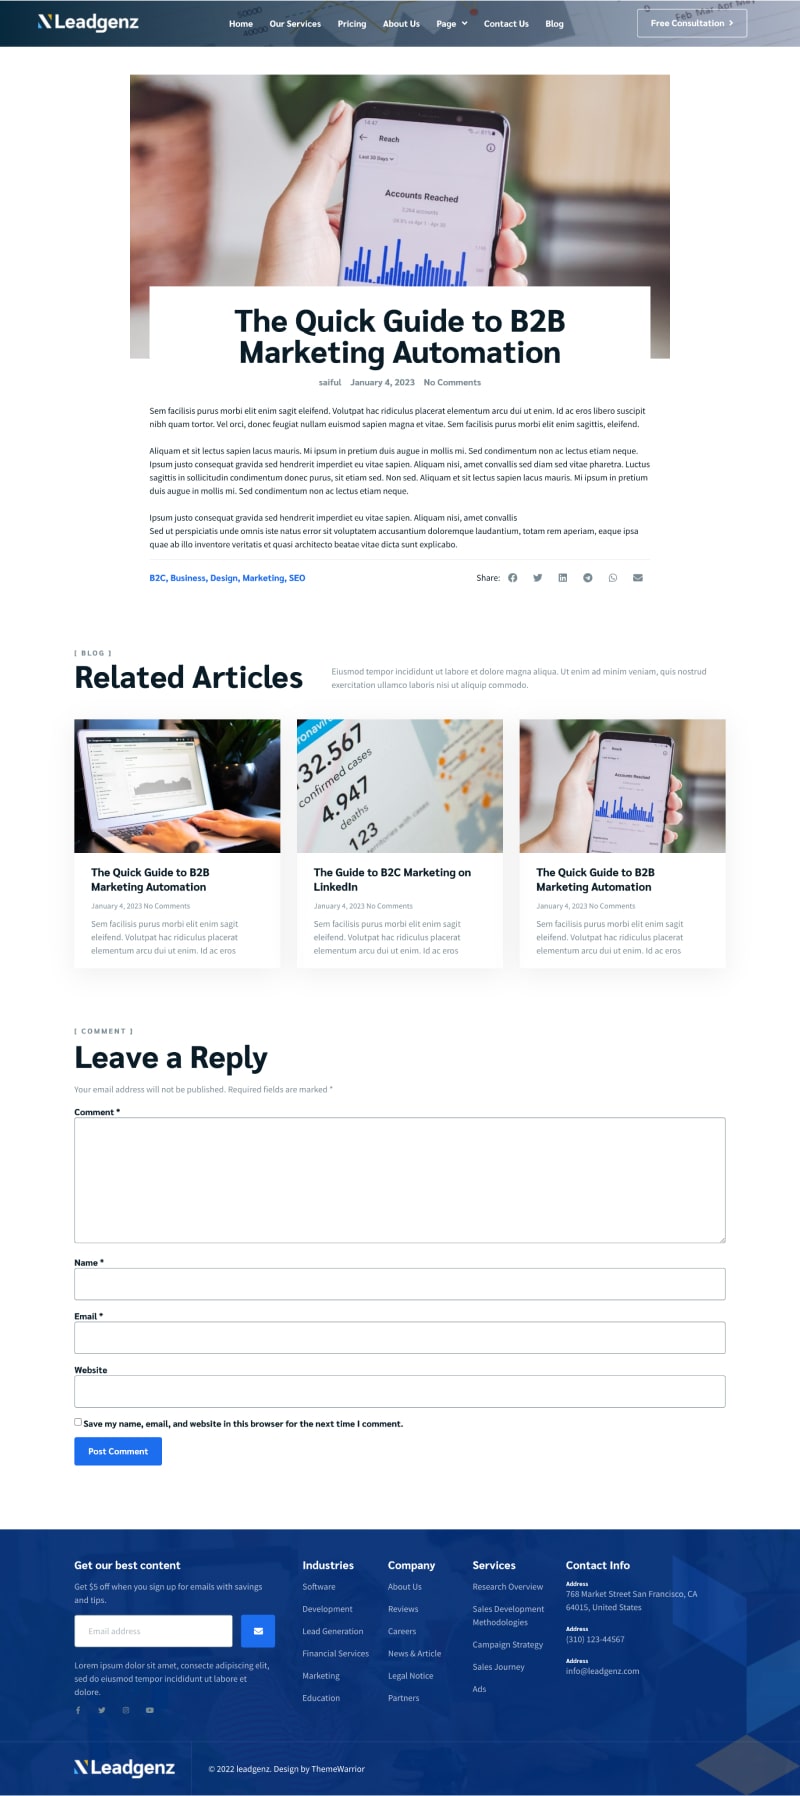 Leadgenz
Home
Our Services
Pricing
About Us
Page
Contact Us
Blog
Free Consultation
14:47
81%
Reach
Last 30 Days
Accounts Reached
The Quick Guide to B2B
Marketing Automation
saiful January 4, 2023 No Comments
Sem facilisis purus morbi elit enim sagit eleifend. Volutpat hac ridiculus placerat elementum arcu dui ut enim. Id ac eros libero suscipit
nibh quam tortor. Vel orci, donec feugiat nullam euismod sapien magna et vitae. Sem facilisis purus morbi elit enim sagittis, eleifend.
Aliquam et sit lectus sapien lacus mauris. Mi ipsum in pretium duis augue in mollis mi. Sed condimentum non ac lectus etiam neque.
Ipsum justo consequat gravida sed hendrerit imperdiet eu vitae sapien. Aliquam nisi, amet convallis sed diam sed vitae pharetra. Luctus
sagittis in sollicitudin condimentum donec purus, sit etiam sed. Non sed. Aliquam et sit lectus sapien lacus mauris. Mi ipsum in pretium
duis augue in mollis mi. Sed condimentum non ac lectus etiam neque.
Ipsum justo consequat gravida sed hendrerit imperdiet eu vitae sapien. Aliquam nisi, amet convallis
Sed ut perspiciatis unde omnis iste natus error sit voluptatem accusantium doloremque laudantium, totam rem aperiam, eaque ipsa
quae ab illo inventore veritatis et quasi architecto beatae vitae dicta sunt explicabo.
B2C, Business, Design, Marketing, SEO
Share:
[ BLOG ]
Related Articles
Eiusmod tempor incididunt ut labore et dolore magna aliqua. Ut enim ad minim veniam, quis nostrud
exercitation ullamco laboris nisi ut aliquip commodo.
32.567
confirmed cases
4.947
deaths
123
Reach
Accounts Reached
The Quick Guide to B2B
Marketing Automation
January 4, 2023 No Comments
Sem facilisis purus morbi elit enim sagit
eleifend. Volutpat hac ridiculus placerat
elementum arcu dui ut enim. Id ac eros
The Guide to B2C Marketing on
LinkedIn
January 4, 2023 No Comments
Sem facilisis purus morbi elit enim sagit
eleifend. Volutpat hac ridiculus placerat
elementum arcu dui ut enim. Id ac eros
The Quick Guide to B2B
Marketing Automation
January 4, 2023 No Comments
Sem facilisis purus morbi elit enim sagit
eleifend. Volutpat hac ridiculus placerat
elementum arcu dui ut enim. Id ac eros
[ COMMENT ]
Leave a Reply
Your email address will not be published. Required fields are marked *
Comment *
Name *
Email *
Website
Save my name, email, and website in this browser for the next time I comment.
Post Comment
Get our best content
Get $5 off when you sign up for emails with savings
and tips.
Email address
Lorem ipsum dolor sit amet, consecte adipiscing elit,
sed do eiusmod tempor incididunt ut labore et
dolore.
Industries
Software
Development
Lead Generation
Financial Services
Marketing
Education
Company
About Us
Reviews
Careers
News & Article
Legal Notice
Partners
Services
Research Overview
Sales Development
Methodologies
Campaign Strategy
Sales Journey
Ads
Contact Info
Address
768 Market Street San Francisco, CA
64015, United States
Address
(310) 123-44567
Address
info@leadgenz.com
Leadgenz
© 2022 leadgenz. Design by ThemeWarrior